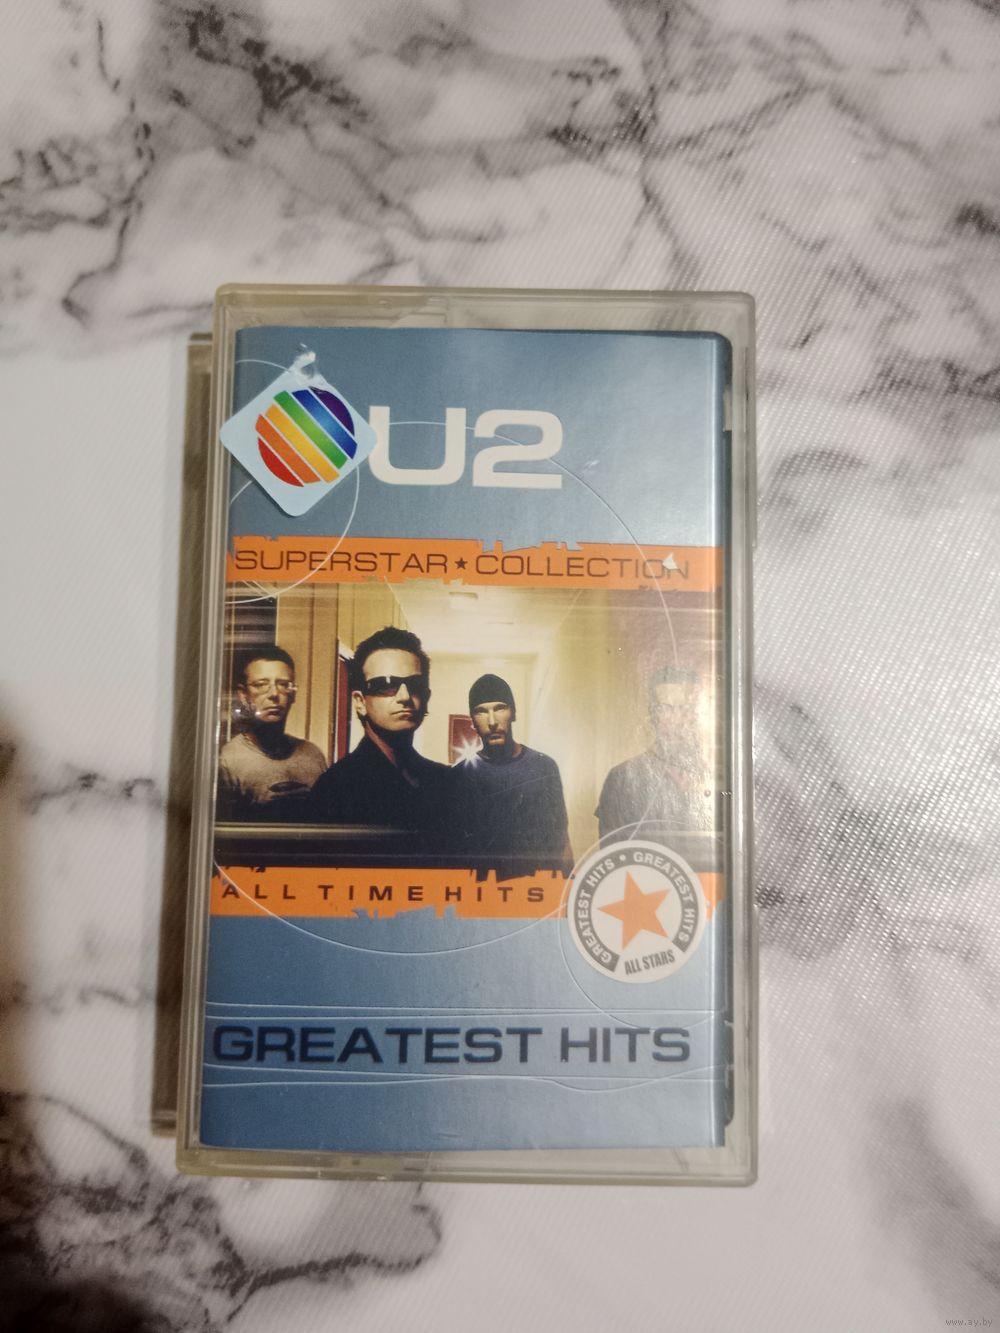 U2
SUPERSTAR★COLLECTION
ALL TIME HITS
GREATEST HITS • GREATEST HITS
ALL STARS
GREATEST HITS
www.ay.by